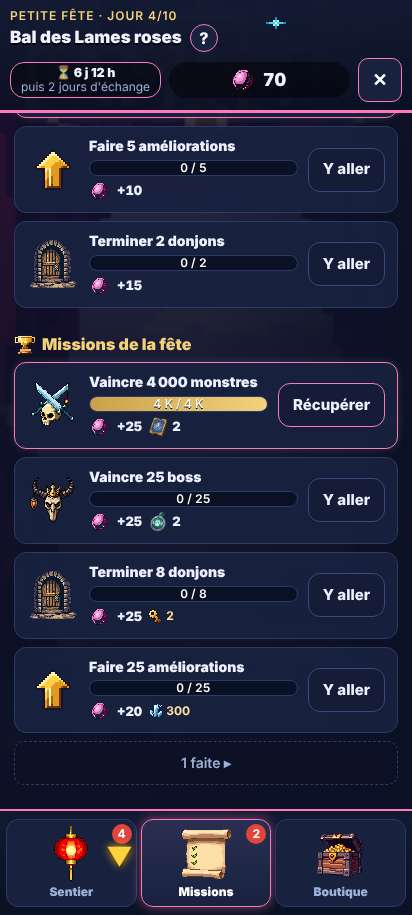 PETITE FÊTE · JOUR 4/10
Bal des Lames roses ?
⏳ 6 j 12 h
puis 2 jours d'échange
70
×
Faire 5 améliorations
0 / 5
+10
Y aller
Terminer 2 donjons
0 / 2
+15
Y aller
Missions de la fête
Vaincre 4 000 monstres
4 K / 4 K
+25 2
Récupérer
Vaincre 25 boss
0 / 25
+25 2
Y aller
Terminer 8 donjons
0 / 8
+25 2
Y aller
Faire 25 améliorations
0 / 25
+20 300
Y aller
1 faite ▸
4
Sentier
2
Missions
Boutique